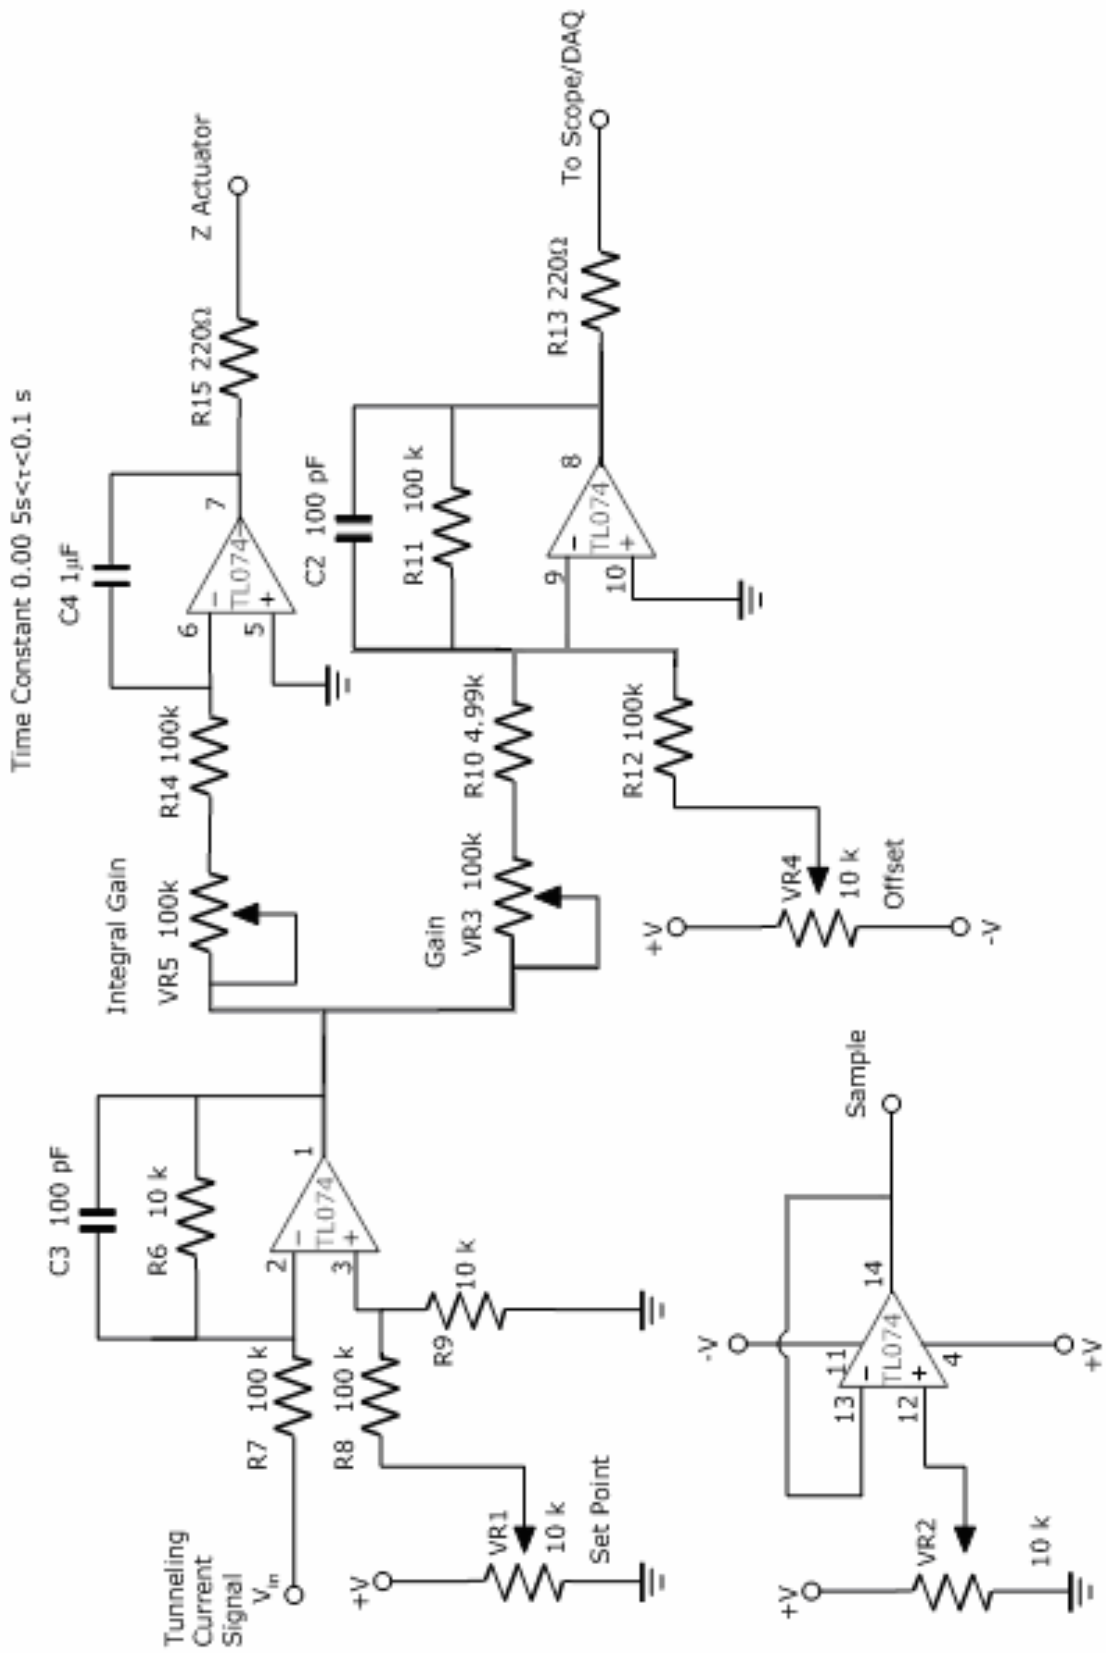 Time Constant 0.00 5s<τ<0.1 s
C4 1µF
Z Actuator
R15 220Ω
7
TL074
6
5
−
+
Integral Gain
VR5 100k
R14 100k
C3 100 pF
R6 10 k
1
TL074
2
3
−
+
Tunneling
Current
Signal
Vin
R7 100 k
R8 100 k
R9
10 k
+V
VR1
10 k
Set Point
Gain
VR3 100k
R10 4.99k
C2 100 pF
R11 100 k
8
TL074
9
10
−
+
To Scope/DAQ
R13 220Ω
R12 100k
+V
VR4
10 k
Offset
-V
Sample
14
TL074
-V
11
13
12
4
−
+
+V
+V
VR2
10 k